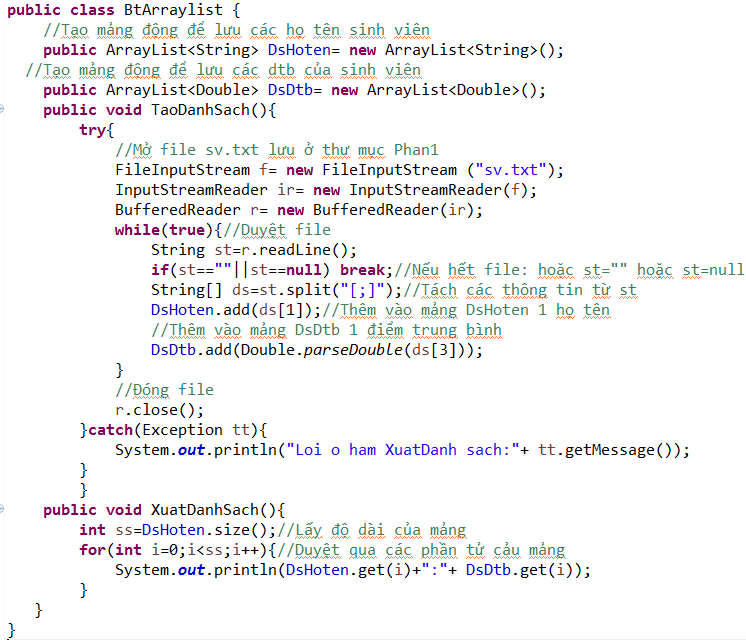 public class BtArraylist {
//Tạo mảng đông để lưu các họ tên sinh viên
public ArrayList<String> DsHoten= new ArrayList<String>();
//Tạo mảng đông để lưu các dtb của sinh viên
public ArrayList<Double> DsDtb= new ArrayList<Double>();
public void TaoDanhSach(){
try{
//Mở file sv.txt lưu ở thư mục Phan1
FileInputStream f= new FileInputStream ("sv.txt");
InputStreamReader ir= new InputStreamReader(f);
BufferedReader r= new BufferedReader(ir);
while(true){//Duyệt file
String st=r.readLine();
if(st==""||st==null) break;//Nếu hết file: hoặc st="" hoặc st=null
String[] ds=st.split("[;]");//Tách các thông tin từ st
DsHoten.add(ds[1]);//Thêm vào mảng DsHoten 1 họ tên
//Thêm vào mảng DsDtb 1 điểm trung bình
DsDtb.add(Double.parseDouble(ds[3]));
}
//Đóng file
r.close();
}catch(Exception tt){
System.out.println("Loi o ham XuatDanh sach:"+ tt.getMessage());
}
}
public void XuatDanhSach(){
int ss=DsHoten.size();//Lấy độ dài của mảng
for(int i=0;i<ss;i++){//Duyệt qua các phần tử cảu mảng
System.out.println(DsHoten.get(i)+":"+ DsDtb.get(i));
}
}
}